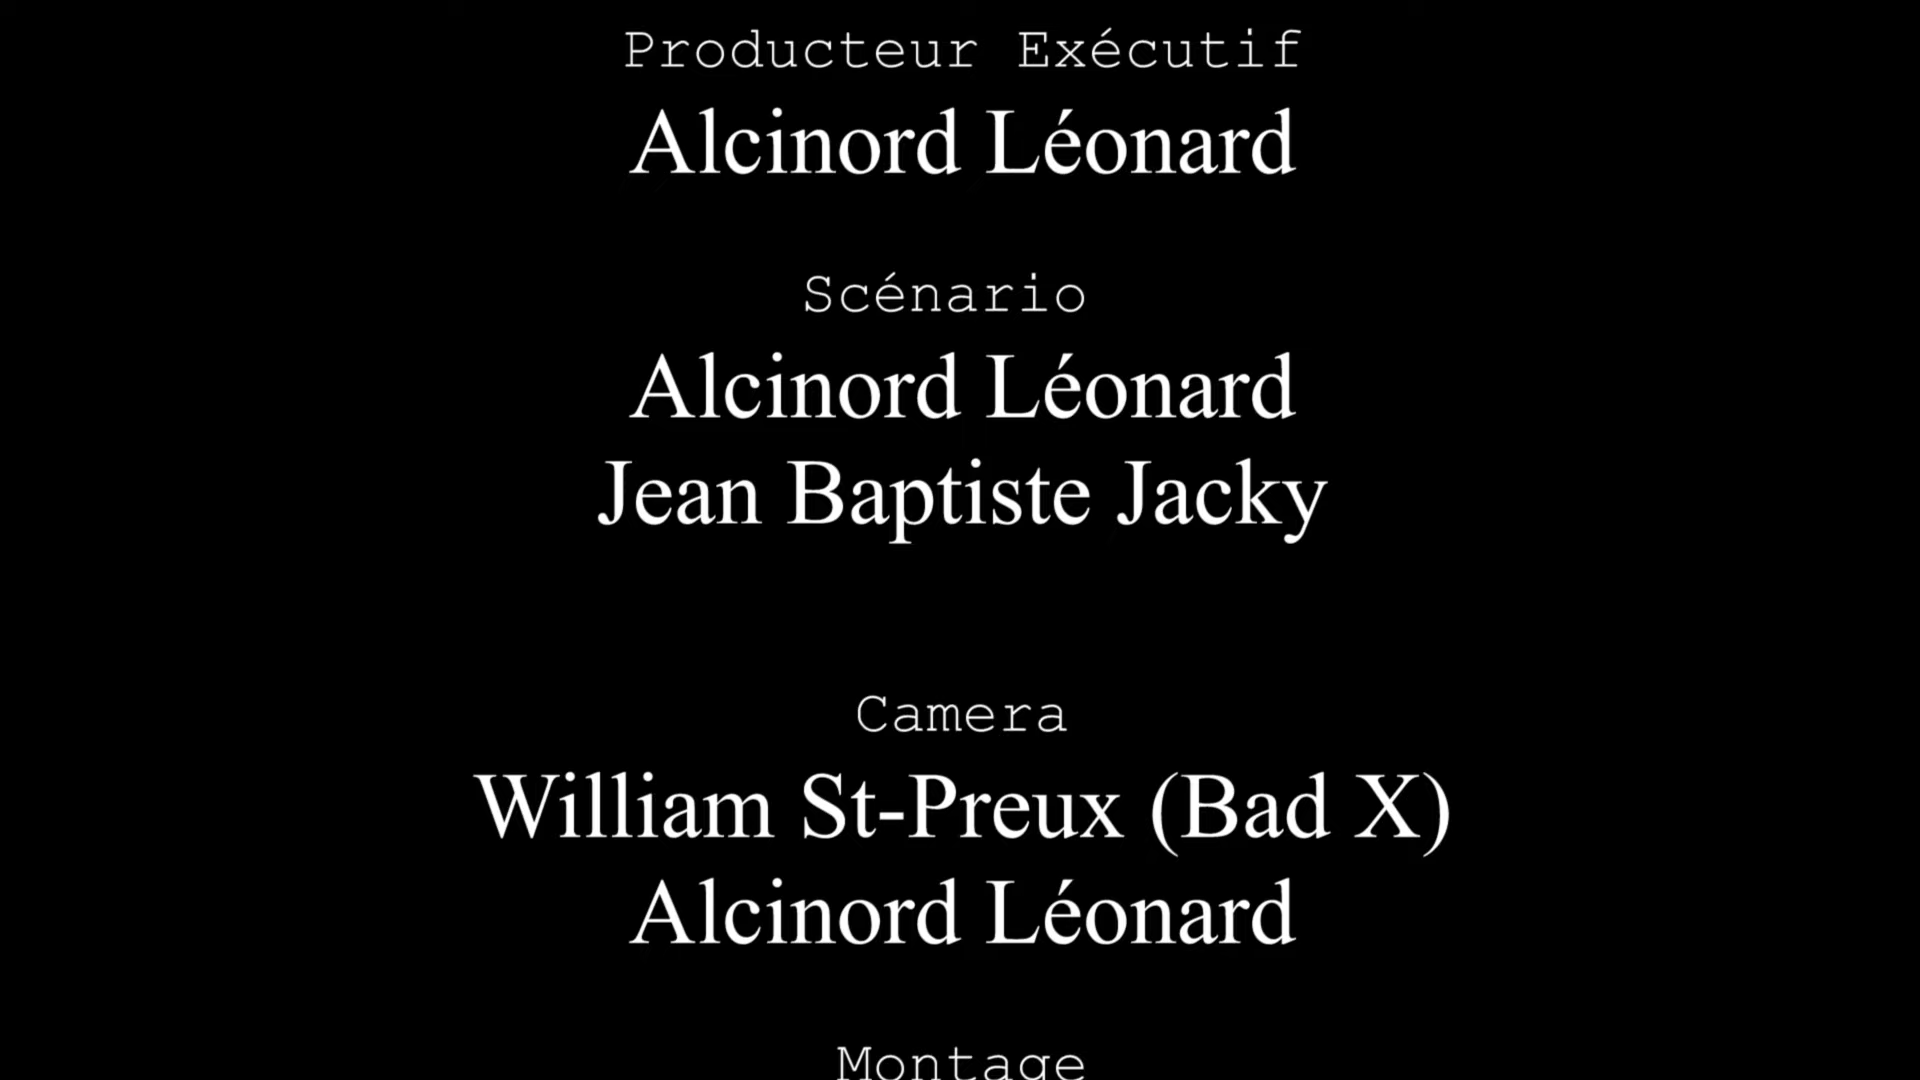 Producteur Exécutif
Alcinord Léonard
Scénario
Alcinord Léonard
Jean Baptiste Jacky
Camera
William St-Preux (Bad X)
Alcinord Léonard
Montage